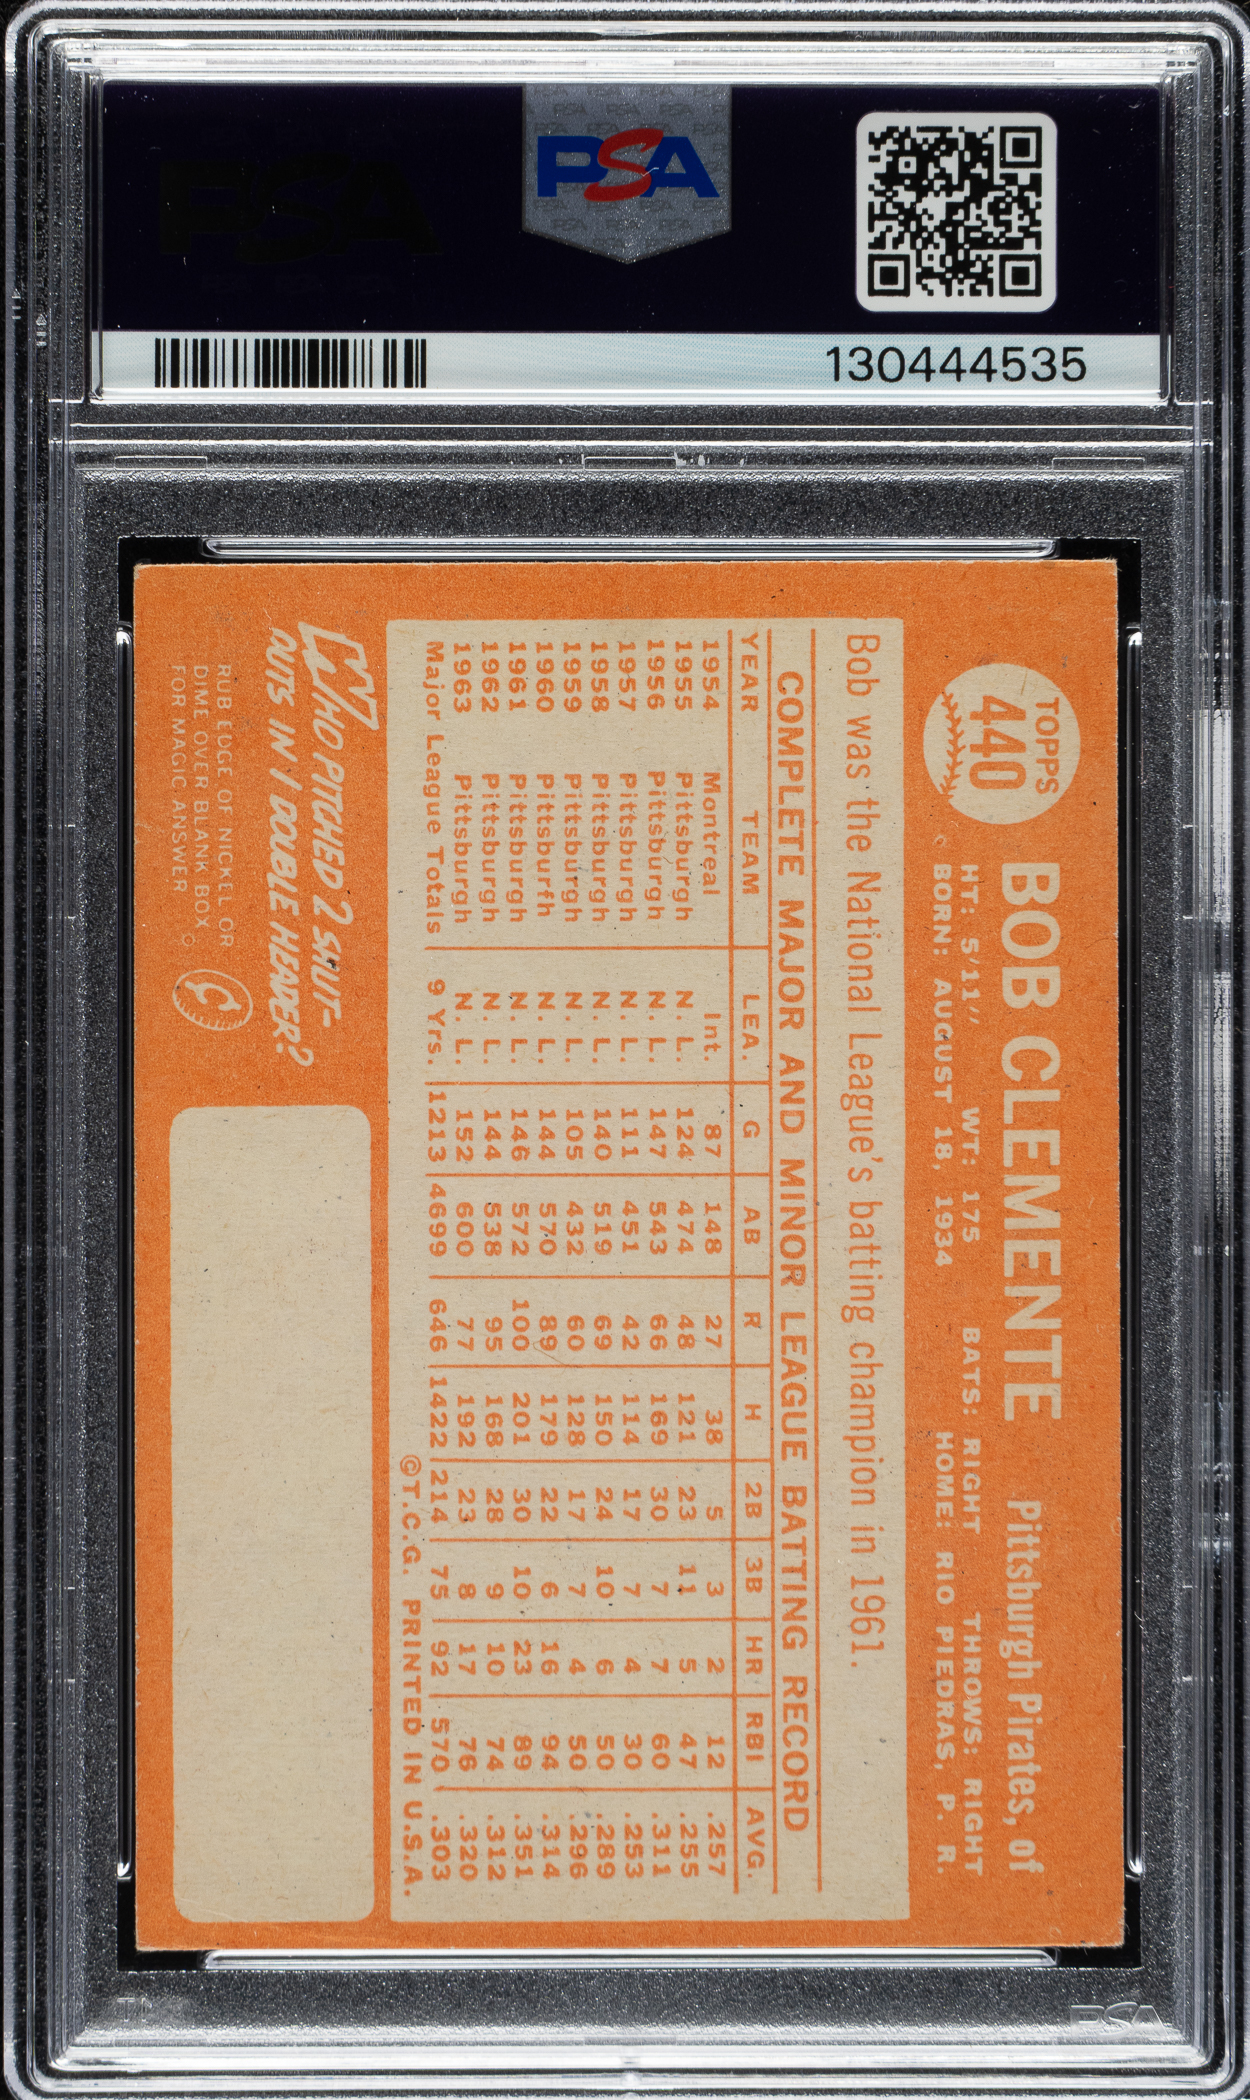 PSA
130444535
TOPPS
440
BOB CLEMENTE Pittsburgh Pirates, of
HT: 5'11" WT: 175 BATS: RIGHT THROWS: RIGHT
BORN: AUGUST 18, 1934 HOME: RIO PIEDRAS, P. R.
Bob was the National League's batting champion in 1961.
COMPLETE MAJOR AND MINOR LEAGUE BATTING RECORD
YEAR TEAM LEA. G AB R H 2B 3B HR RBI AVG.
1954 Montreal Int. 87 148 27 38 5 3 2 12 .257
1955 Pittsburgh N. L. 124 474 48 121 23 11 5 47 .255
1956 Pittsburgh N. L. 147 543 66 169 30 7 7 60 .311
1957 Pittsburgh N. L. 111 451 42 114 17 7 4 30 .253
1958 Pittsburgh N. L. 140 519 69 150 24 10 6 50 .289
1959 Pittsburgh N. L. 105 432 60 128 17 7 4 50 .296
1960 Pittsburfh N. L. 144 570 89 179 22 6 16 94 .314
1961 Pittsburgh N. L. 146 572 100 201 30 10 23 89 .351
1962 Pittsburgh N. L. 144 538 95 168 28 9 10 74 .312
1963 Pittsburgh N. L. 152 600 77 192 23 8 17 76 .320
Major League Totals 9 Yrs. 1213 4699 646 1422 214 75 92 570 .303
©T.C.G. PRINTED IN U.S.A.
WHO PITCHED 2 SHUT-
OUTS IN 1 DOUBLE HEADER?
RUB EDGE OF NICKEL OR
DIME OVER BLANK BOX
FOR MAGIC ANSWER
PSA